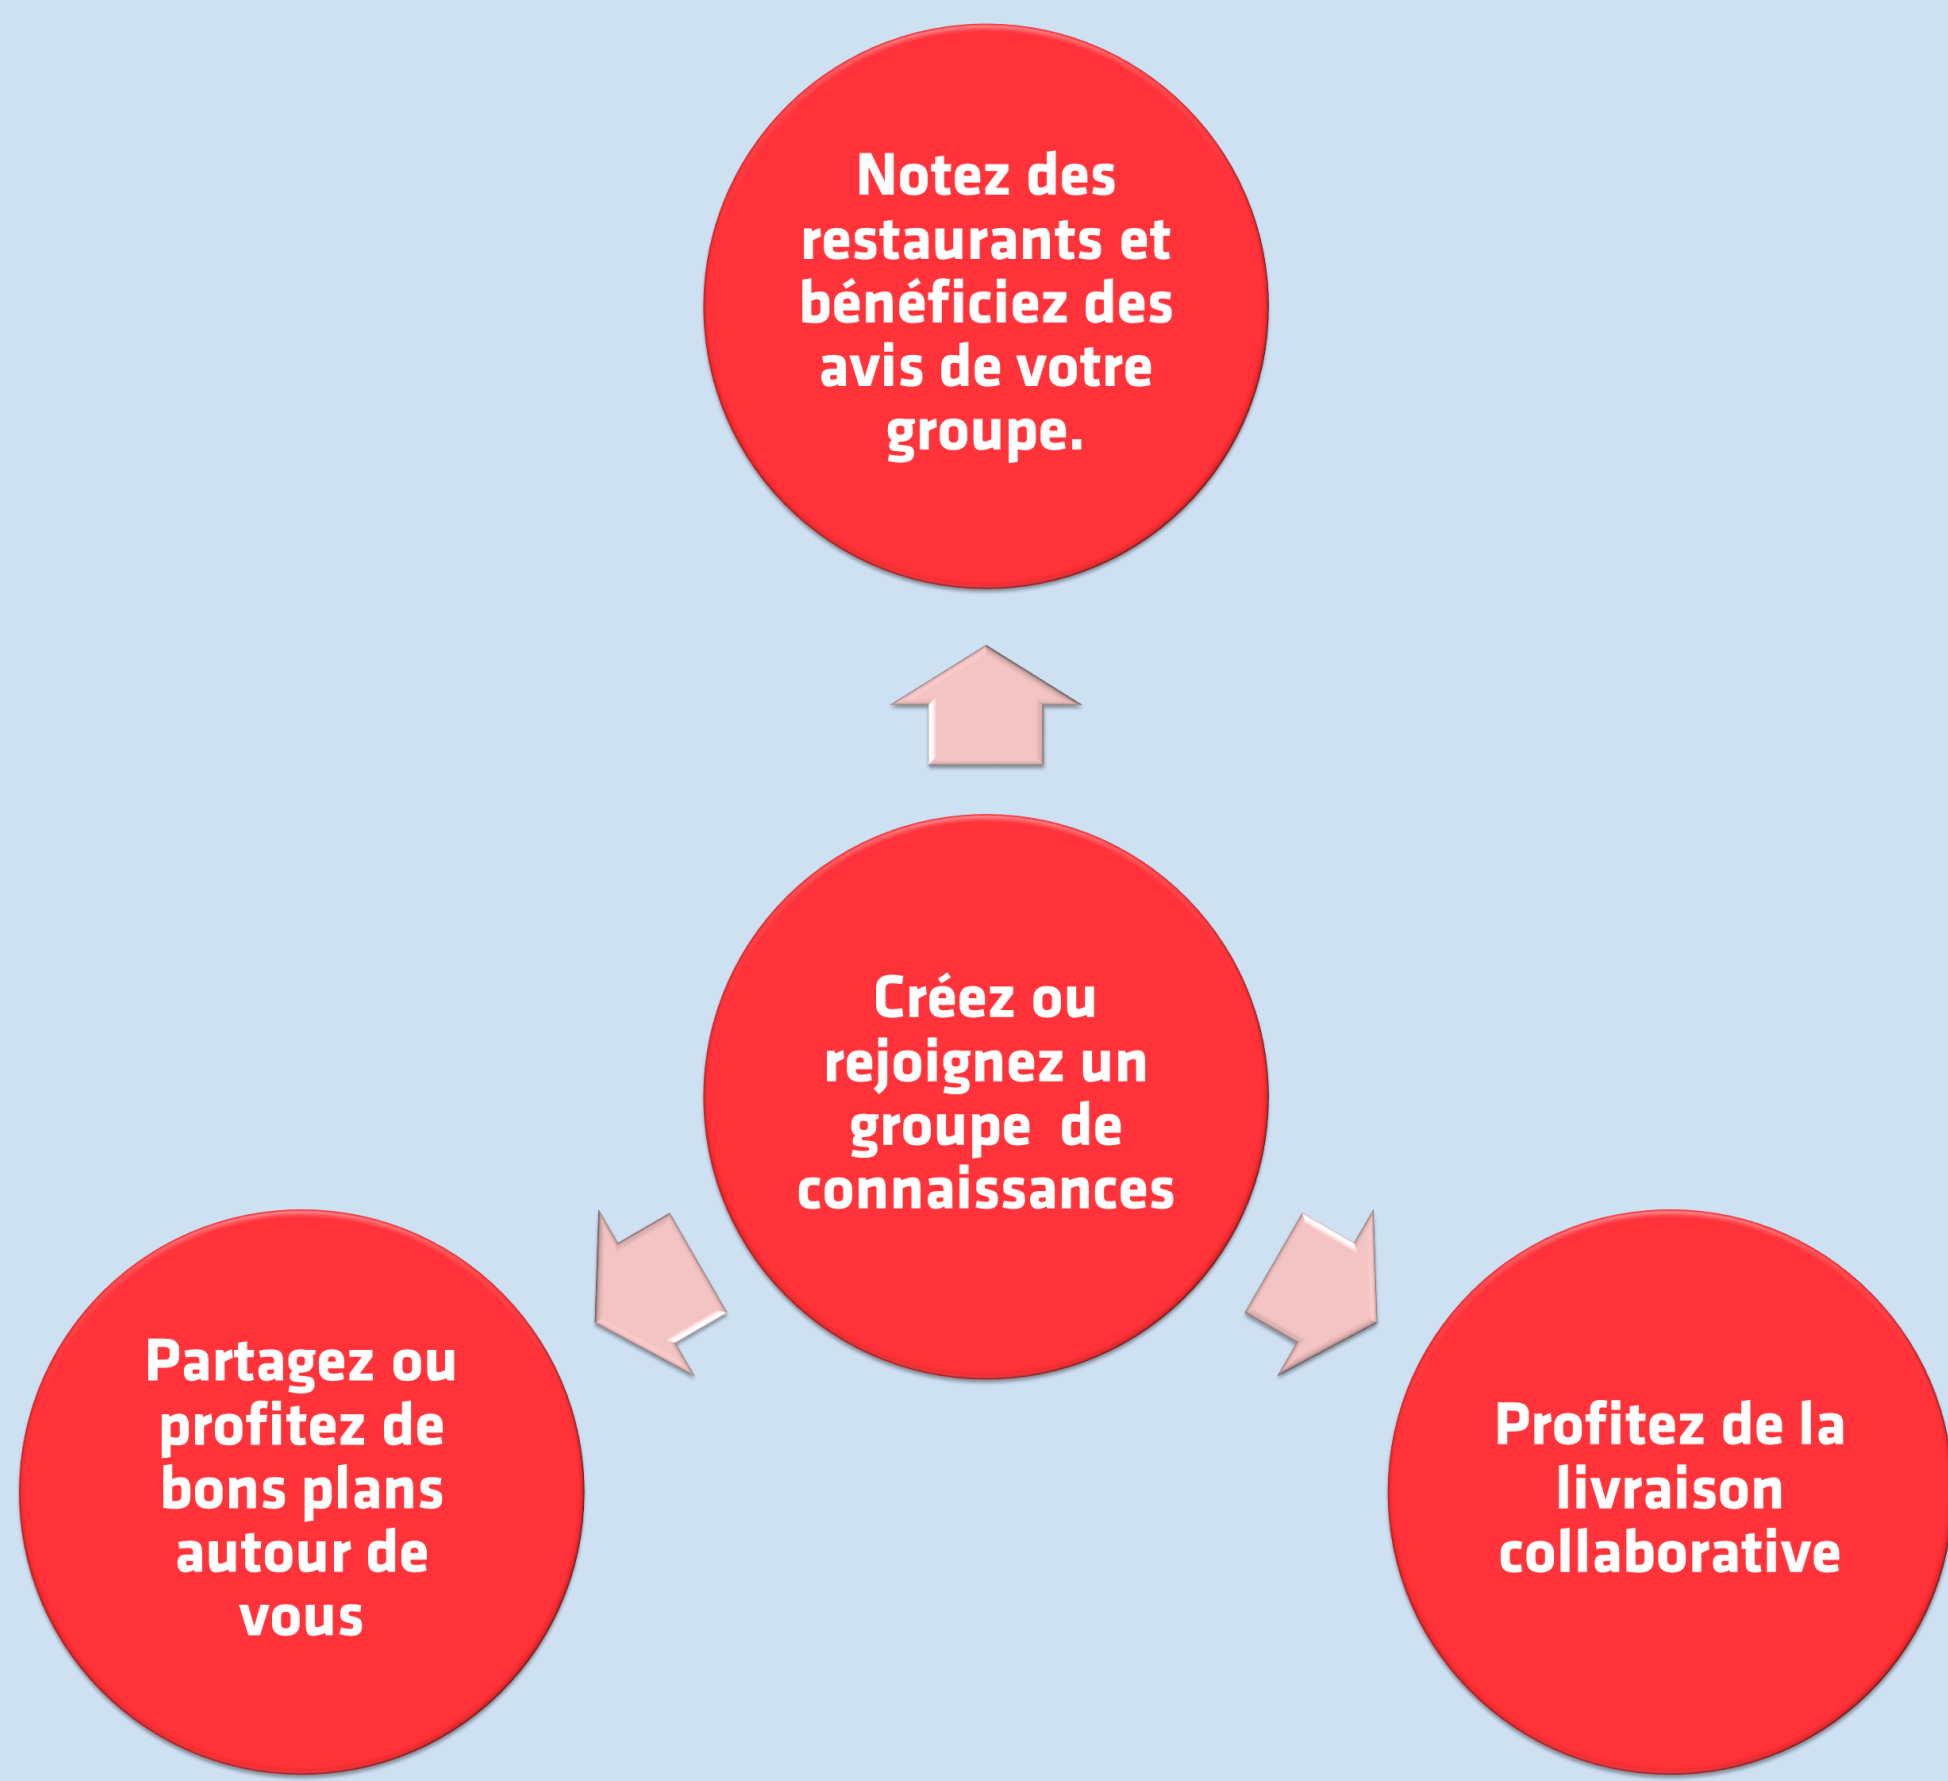 Notez des
restaurants et
bénéficiez des
avis de votre
groupe.
Créez ou
rejoignez un
groupe  de
connaissances
Partagez ou
profitez de
bons plans
autour de
vous
Profitez de la
livraison
collaborative